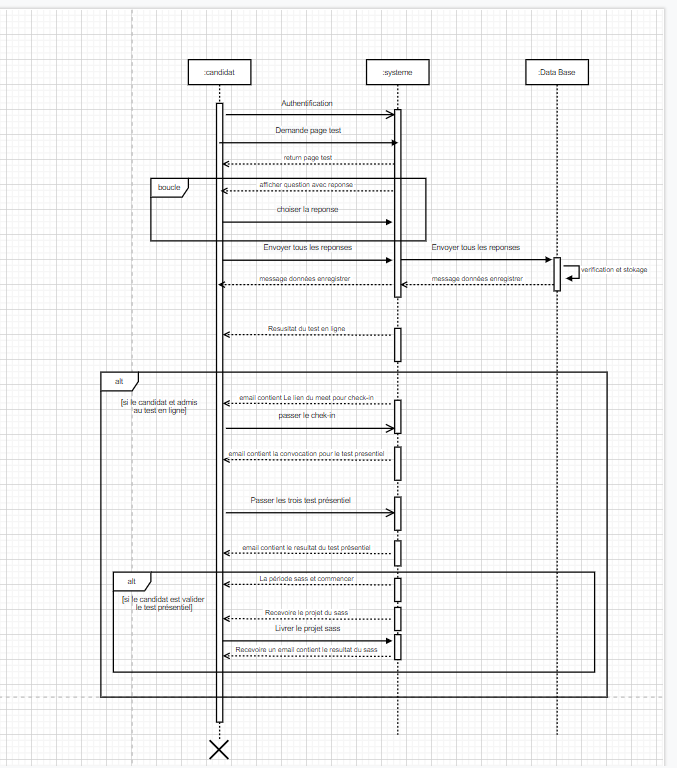 :candidat
:systeme
:Data Base
Authentification
Demande page test
return page test
boucle
afficher question avec reponse
choiser la reponse
Envoyer tous les reponses
Envoyer tous les reponses
verification et stokage
message données enregistrer
message données enregistrer
Resusltat du test en ligne
alt
[si le candidat et admis
au test en ligne]
email contient Le lien du meet pour check-in
passer le chek-in
email contient la convocation pour le test presentiel
Passer les trois test présentiel
email contient le resultat du test présentiel
alt
La période sass et commencer
[si le candidat est valider
le test présentiel]
Recevoire le projet du sass
Livrer le projet sass
Recevoire un email contient le resultat du sass